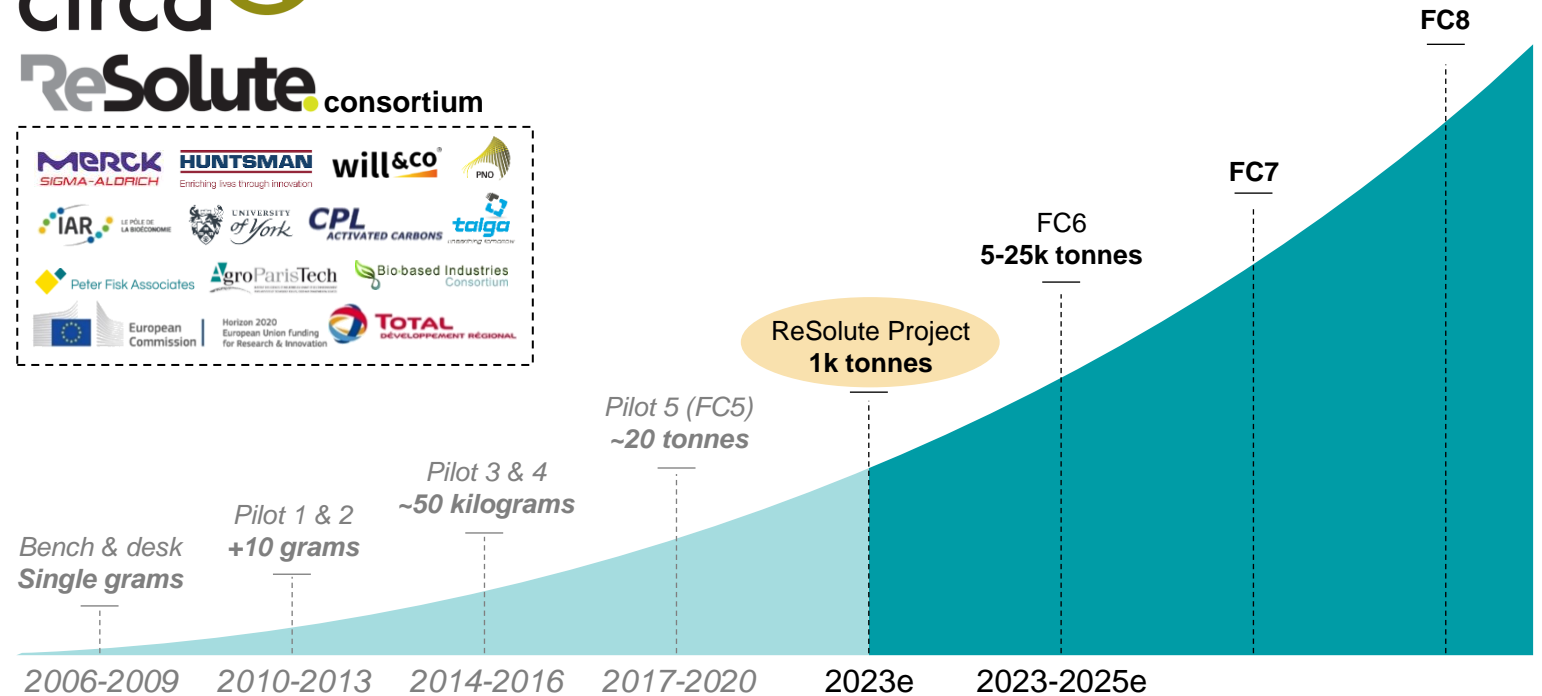 circa
ReSolute. consortium
MERCK
SIGMA-ALDRICH
HUNTSMAN
Enriching lives through innovation
will&co
PNO
IAR
LE PÔLE DE
LA BIOÉCONOMIE
UNIVERSITY
of York
CPL
ACTIVATED CARBONS
talga
unearthing tomorrow
Peter Fisk Associates
AgroParisTech
Bio-based Industries
Consortium
European
Commission
Horizon 2020
European Union funding
for Research & Innovation
TOTAL
DÉVELOPPEMENT RÉGIONAL
Bench & desk
Single grams
Pilot 1 & 2
+10 grams
Pilot 3 & 4
~50 kilograms
Pilot 5 (FC5)
~20 tonnes
ReSolute Project
1k tonnes
FC6
5-25k tonnes
FC7
FC8
2006-2009
2010-2013
2014-2016
2017-2020
2023e
2023-2025e